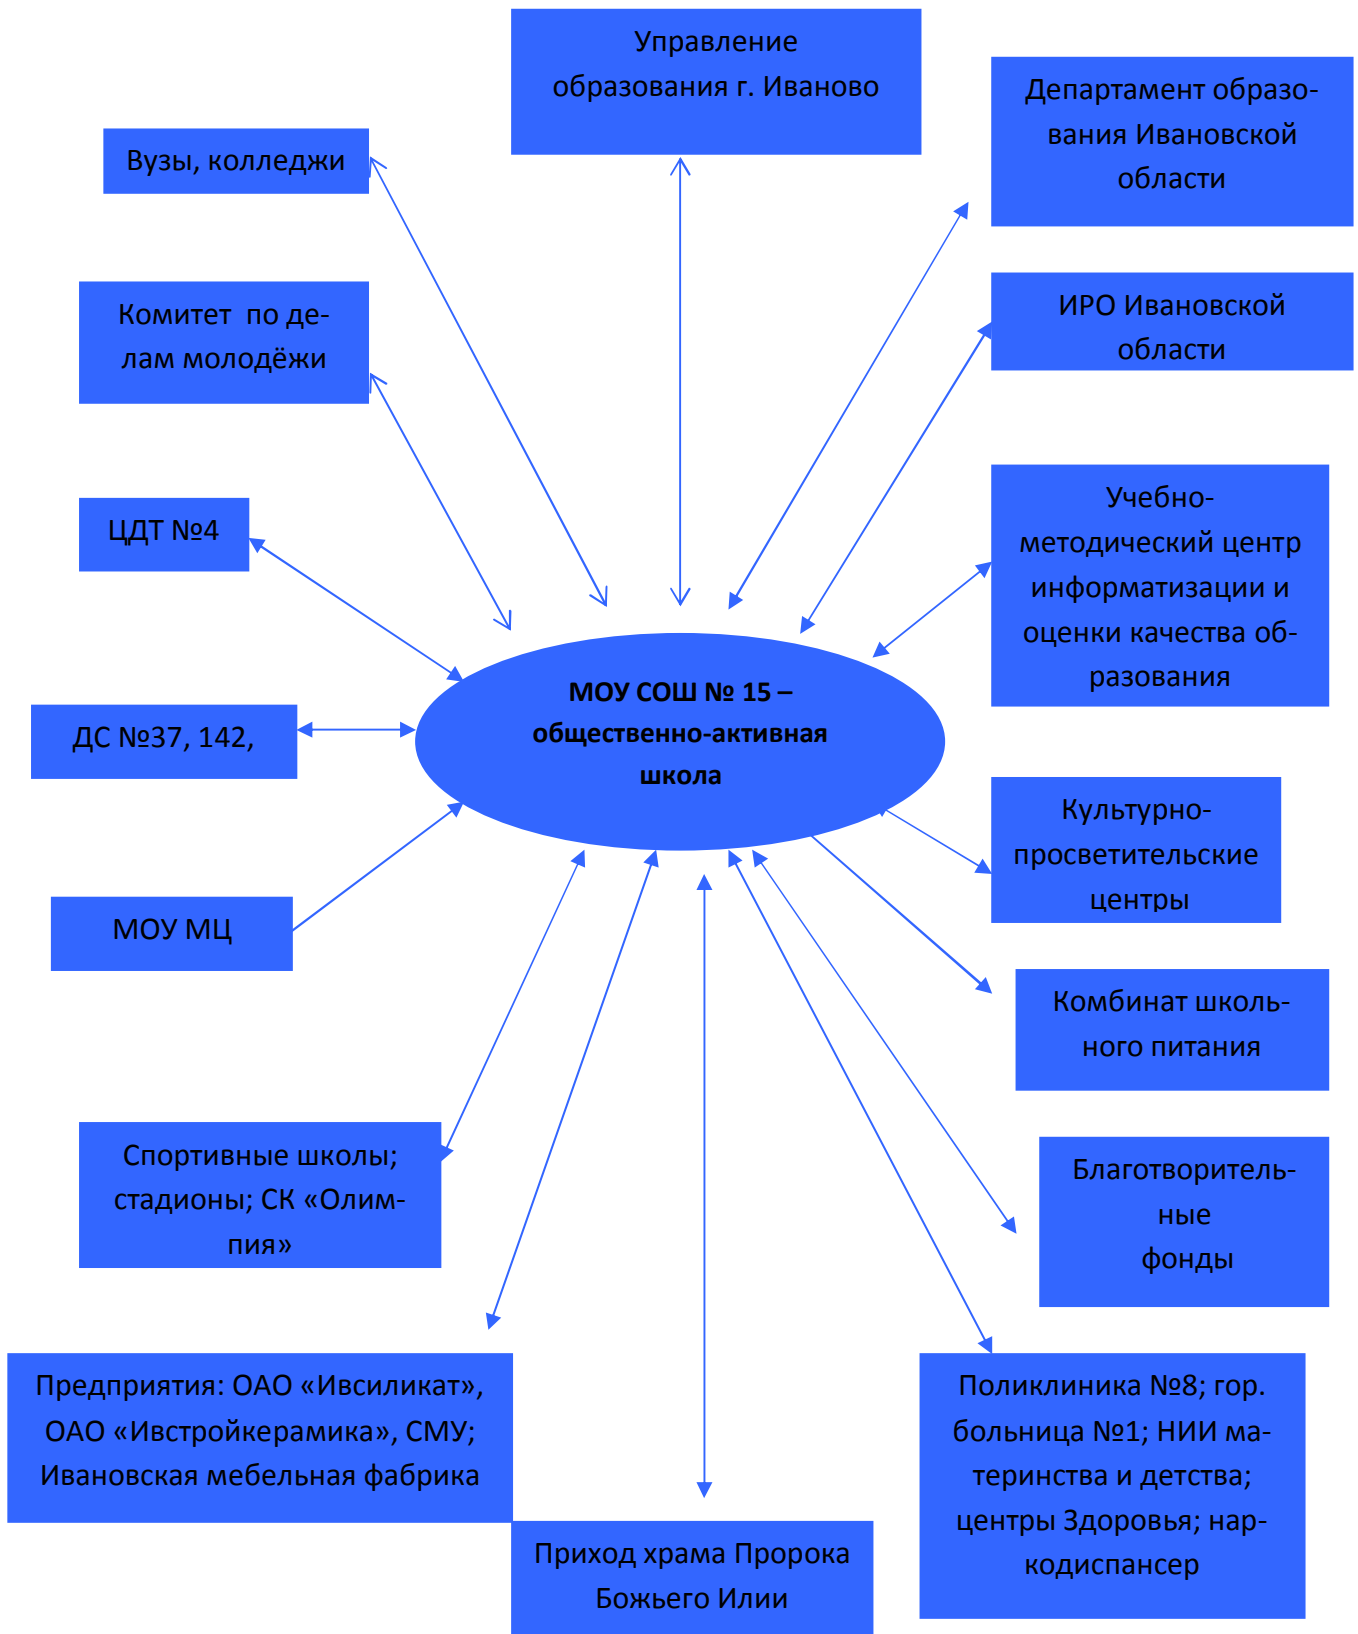 Управление
образования г. Иваново
Департамент образо-
вания Ивановской
области
Вузы, колледжи
Комитет по де-
лам молодёжи
ИРО Ивановской
области
ЦДТ №4
Учебно-
методический центр
информатизации и
оценки качества об-
разования
МОУ СОШ № 15 –
общественно-активная
школа
ДС №37, 142,
Культурно-
просветительские
центры
МОУ МЦ
Комбинат школь-
ного питания
Спортивные школы;
стадионы; СК «Олим-
пия»
Благотворитель-
ные
фонды
Предприятия: ОАО «Ивсиликат»,
ОАО «Ивстройкерамика», СМУ;
Ивановская мебельная фабрика
Поликлиника №8; гор.
больница №1; НИИ ма-
теринства и детства;
центры Здоровья; нар-
кодиспансер
Приход храма Пророка
Божьего Илии